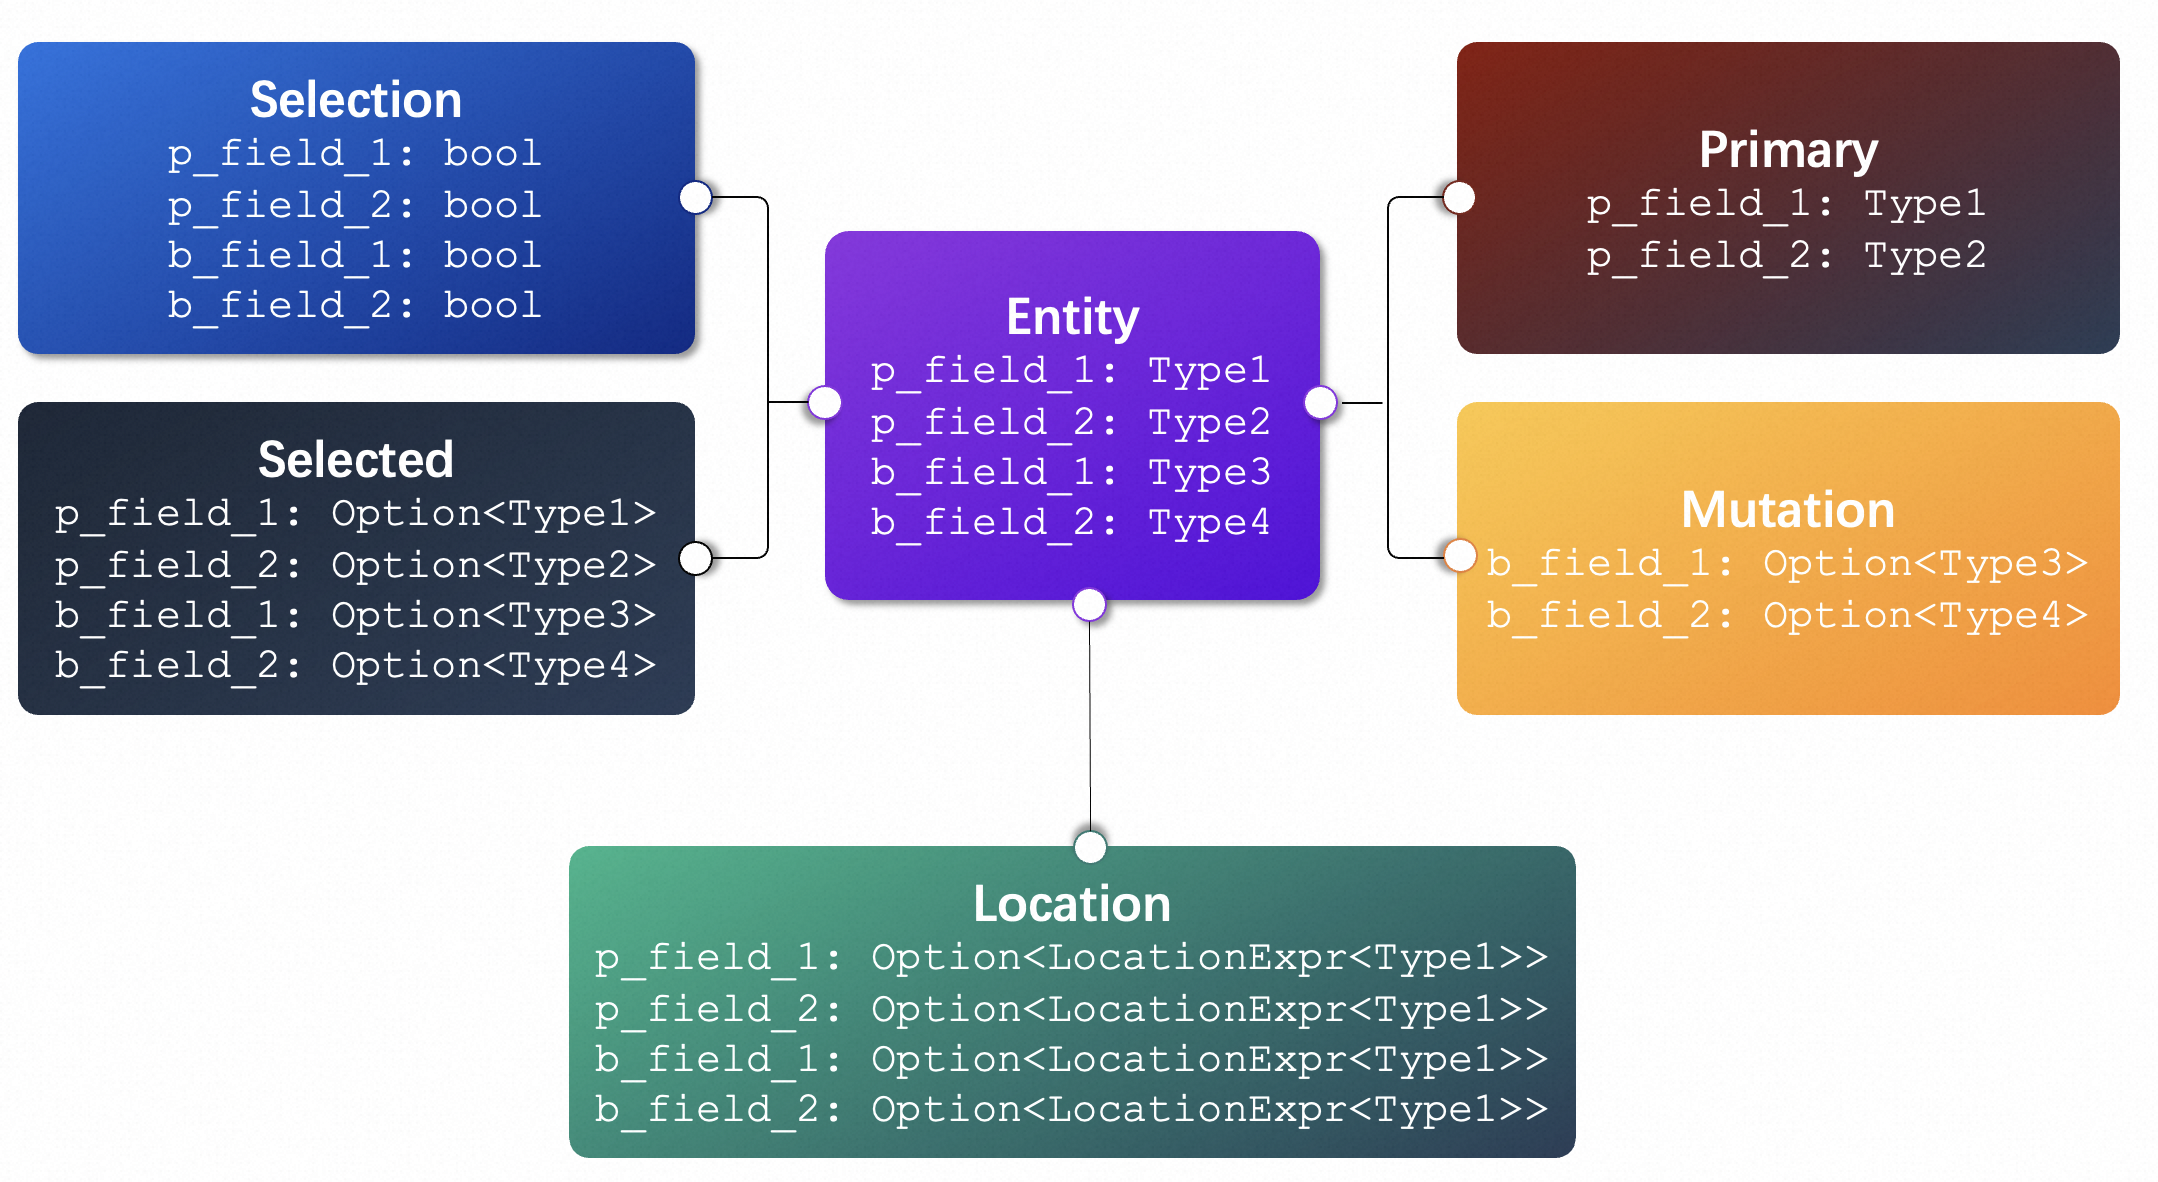 Selection
p_field_1: bool
p_field_2: bool
b_field_1: bool
b_field_2: bool
Selected
p_field_1: Option<Type1>
p_field_2: Option<Type2>
b_field_1: Option<Type3>
b_field_2: Option<Type4>
Entity
p_field_1: Type1
p_field_2: Type2
b_field_1: Type3
b_field_2: Type4
Primary
p_field_1: Type1
p_field_2: Type2
Mutation
b_field_1: Option<Type3>
b_field_2: Option<Type4>
Location
p_field_1: Option<LocationExpr<Type1>>
p_field_2: Option<LocationExpr<Type1>>
b_field_1: Option<LocationExpr<Type1>>
b_field_2: Option<LocationExpr<Type1>>